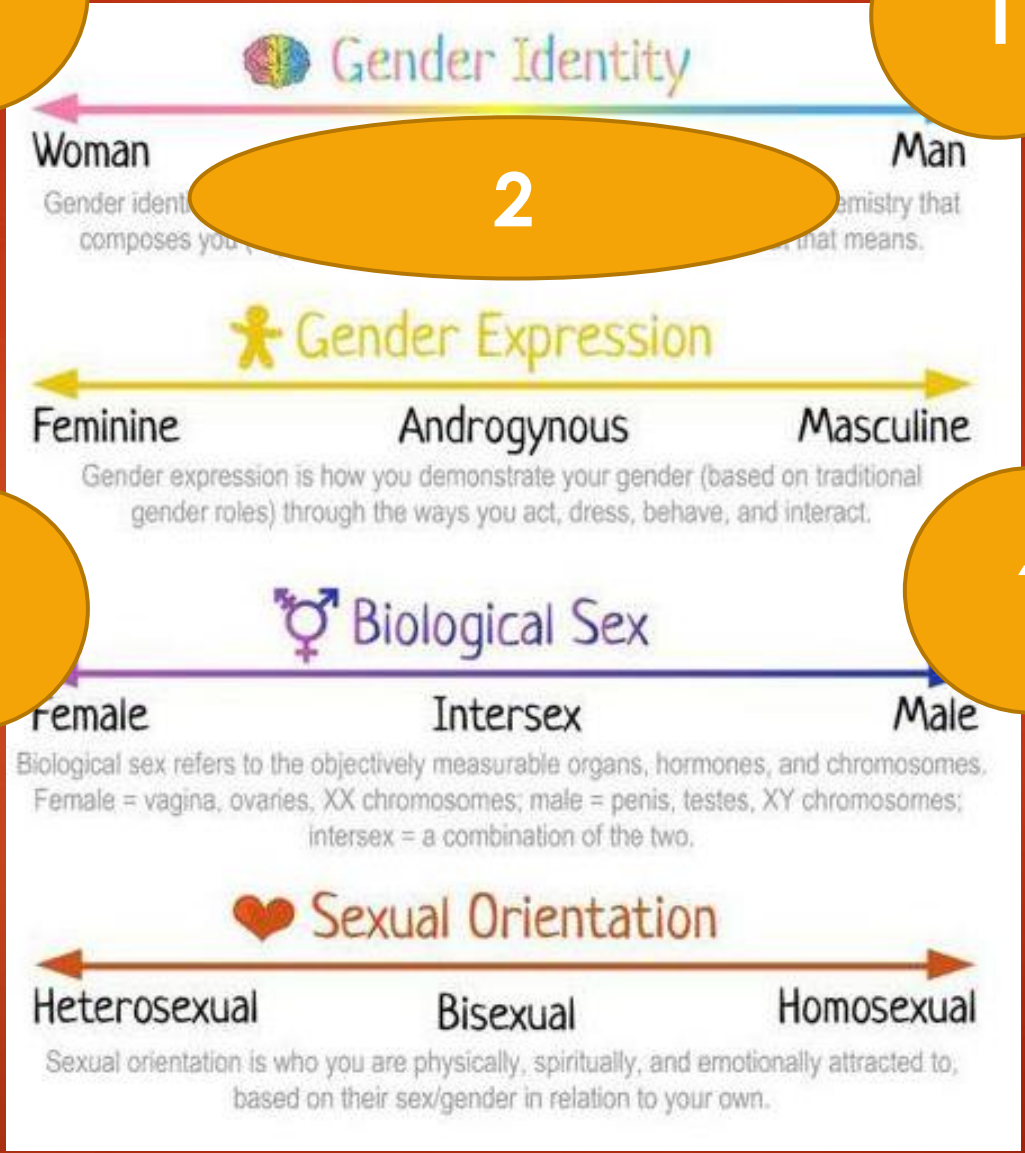 1
Gender Identity
Woman
Man
2
Gender
emistry that
composes you
that means.
Gender Expression
Feminine Androgynous Masculine
Gender expression is how you demonstrate your gender (based on traditional
gender roles) through the ways you act, dress, behave, and interact.
Biological Sex
Female Intersex Male
Biological sex refers to the objectively measurable organs, hormones, and chromosomes.
Female = vagina, ovaries, XX chromosomes; male = penis, testes, XY chromosomes;
intersex = a combination of the two.
Sexual Orientation
Heterosexual Bisexual Homosexual
Sexual orientation is who you are physically, spiritually, and emotionally attracted to,
based on their sex/gender in relation to your own.